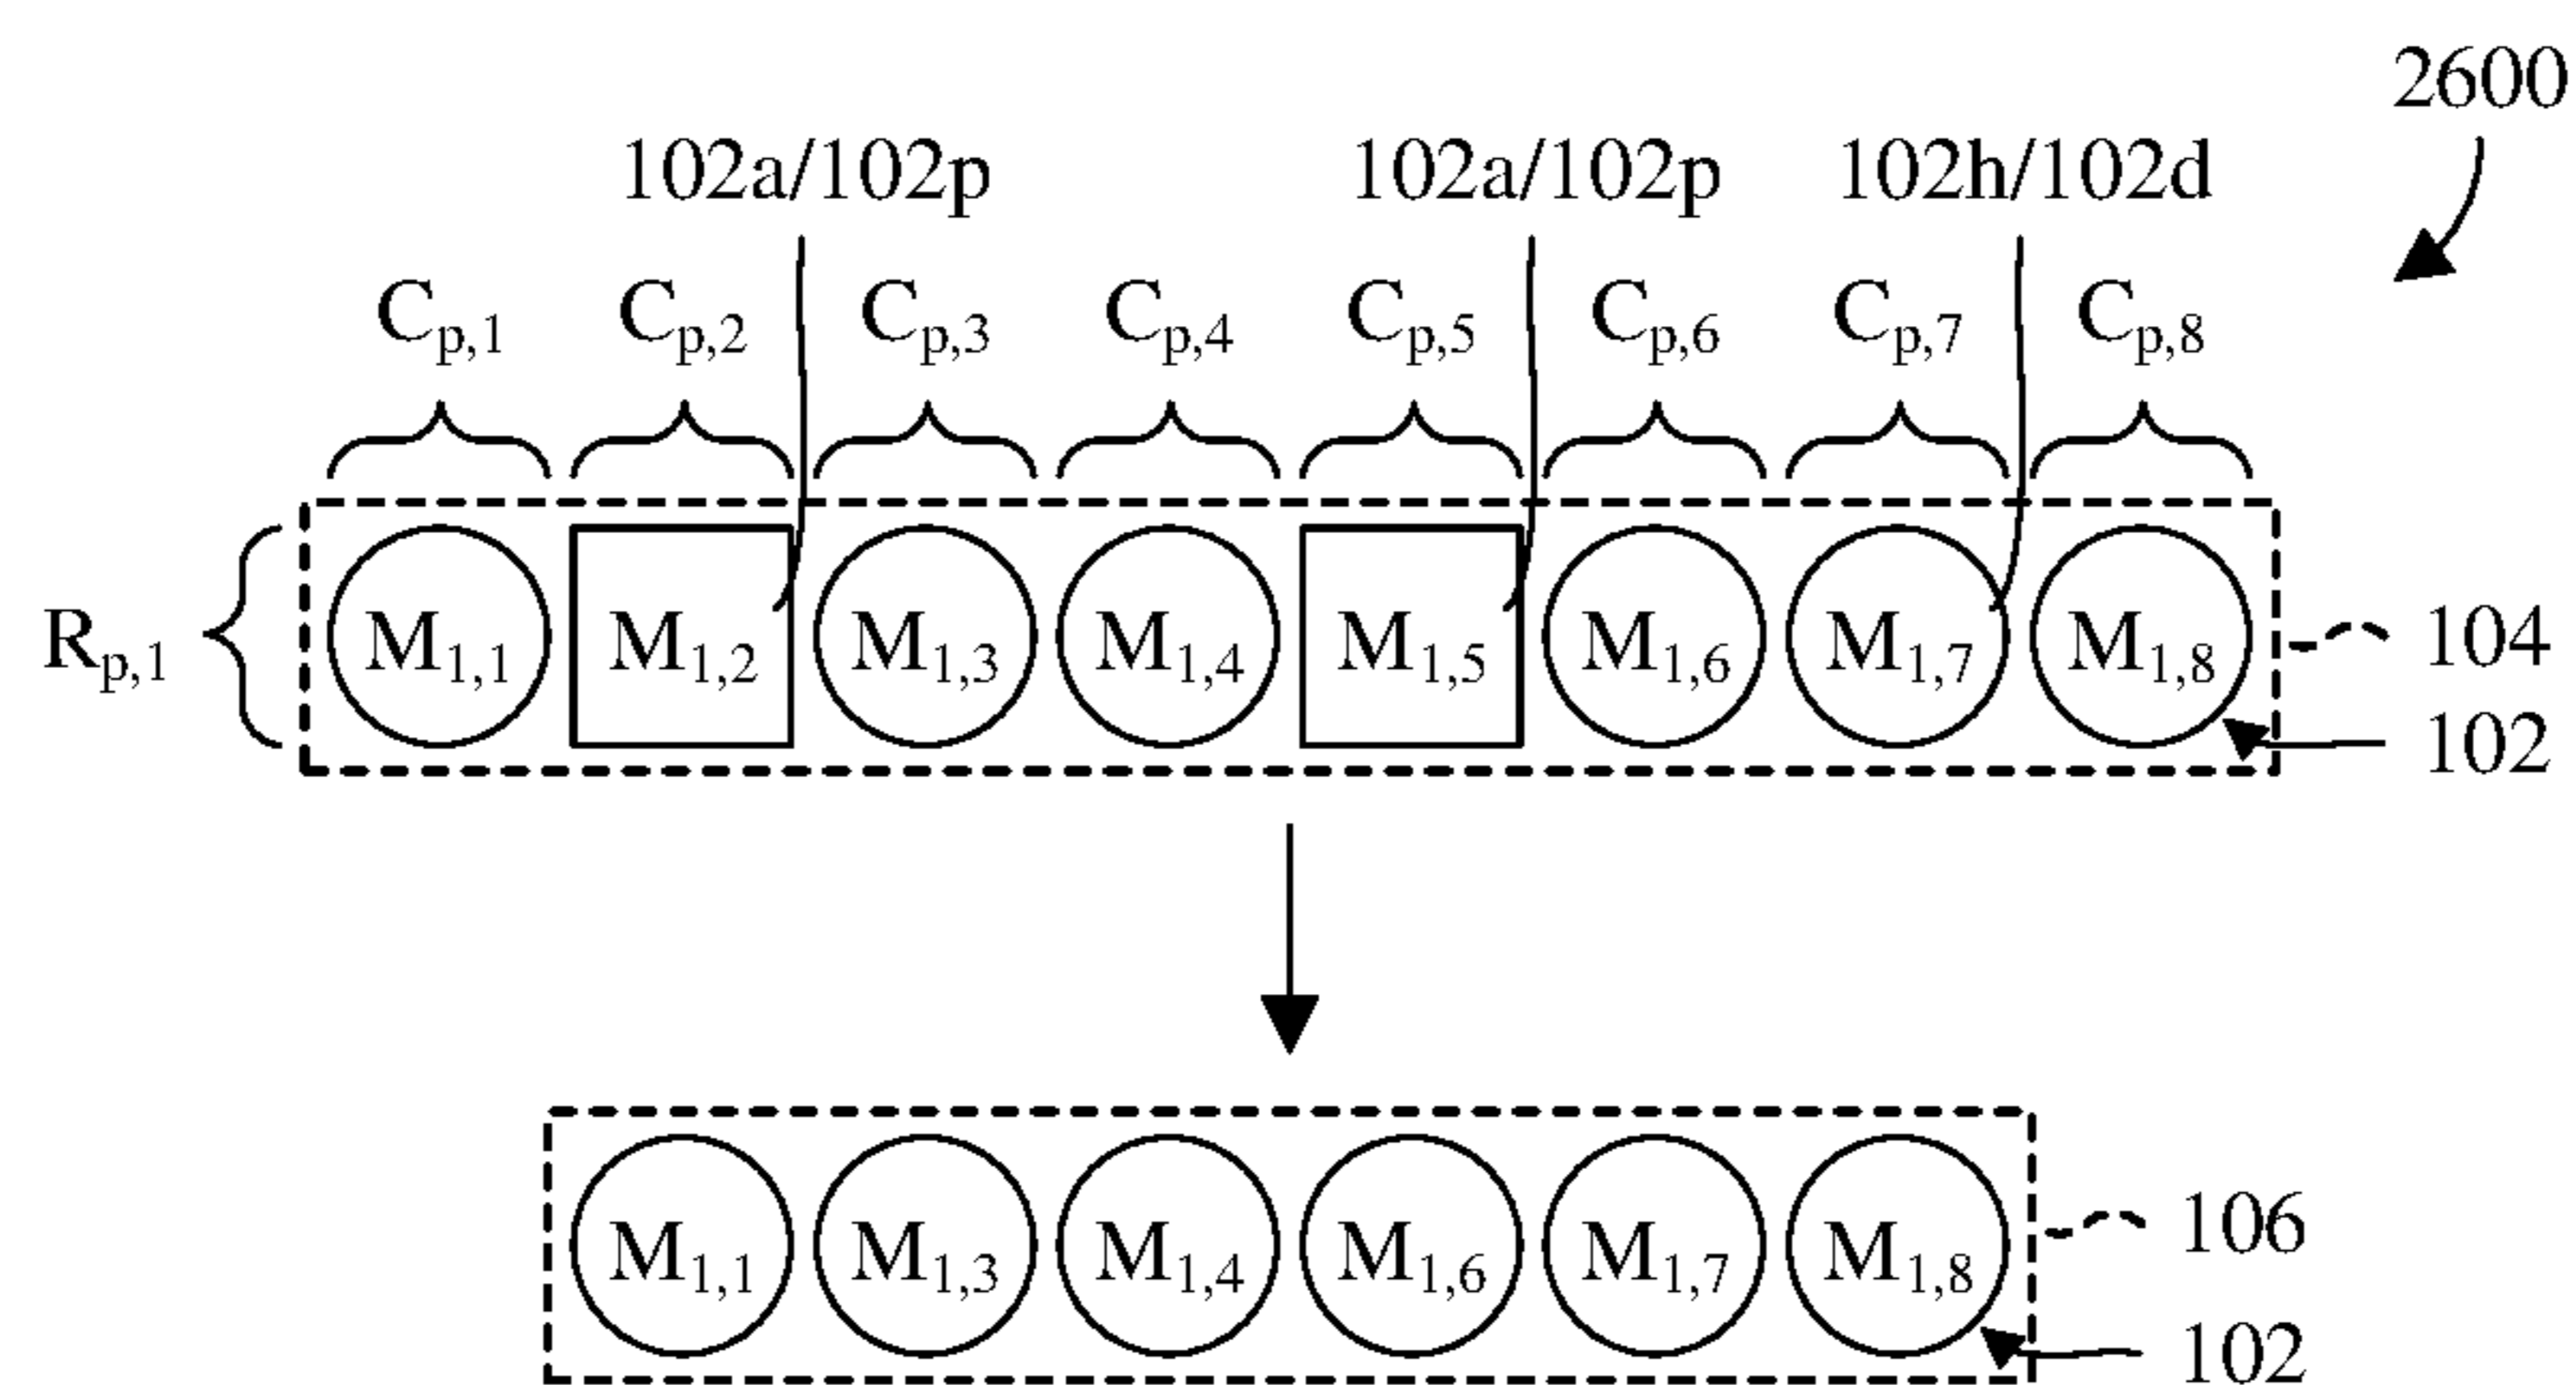 2600
102a/102p 102a/102p 102h/102d
Cp,1 Cp,2 Cp,3 Cp,4 Cp,5 Cp,6 Cp,7 Cp,8
Rp,1 M1,1 M1,2 M1,3 M1,4 M1,5 M1,6 M1,7 M1,8 104
102
M1,1 M1,3 M1,4 M1,6 M1,7 M1,8 106
102